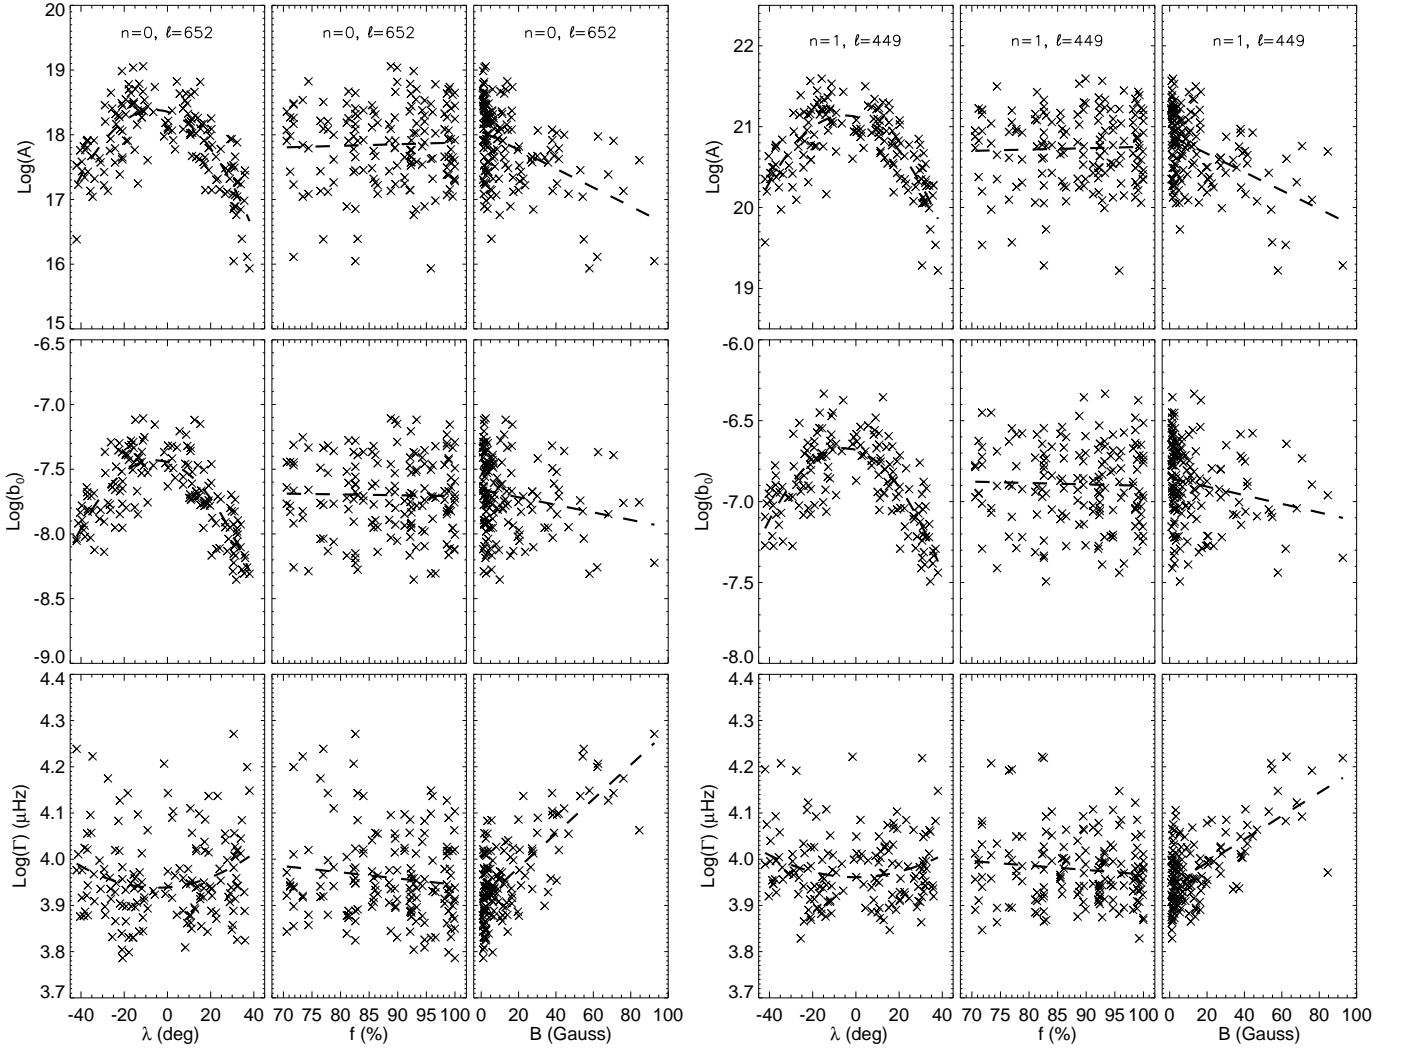 n=0, ℓ=652
n=0, ℓ=652
n=0, ℓ=652
n=1, ℓ=449
n=1, ℓ=449
n=1, ℓ=449
20
19
18
17
16
15
Log(A)
22
21
20
19
Log(A)
-6.5
-7.0
-7.5
-8.0
-8.5
-9.0
Log(b₀)
-6.0
-6.5
-7.0
-7.5
-8.0
Log(b₀)
4.4
4.3
4.2
4.1
4.0
3.9
3.8
3.7
Log(Γ) (μHz)
4.4
4.3
4.2
4.1
4.0
3.9
3.8
3.7
Log(Γ) (μHz)
-40 -20 0 20 40
70 75 80 85 90 95 100
0 20 40 60 80 100
-40 -20 0 20 40
70 75 80 85 90 95 100
0 20 40 60 80 100
λ (deg)
f (%)
B (Gauss)
λ (deg)
f (%)
B (Gauss)